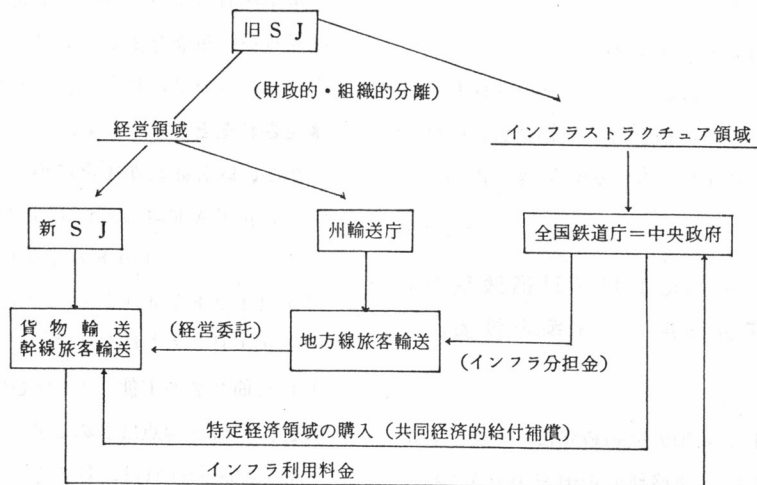 旧SJ
(財政的・組織的分離)
経営領域
インフラストラクチュア領域
新SJ
州輸送庁
全国鉄道庁=中央政府
貨物輸送
幹線旅客輸送
(経営委託)
地方線旅客輸送
(インフラ分担金)
特定経済領域の購入(共同経済的給付補償)
インフラ利用料金